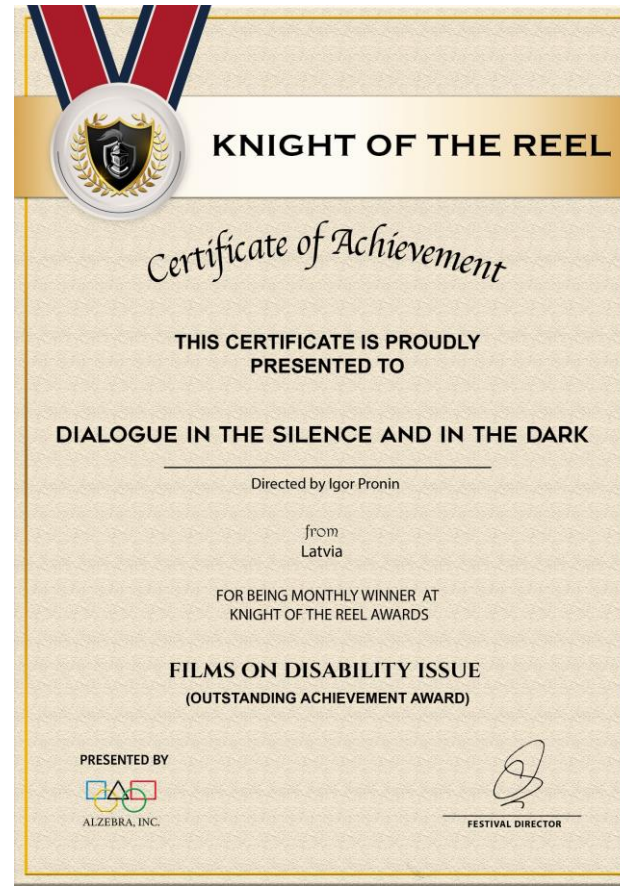 KNIGHT OF THE REEL
Certificate of Achievement
THIS CERTIFICATE IS PROUDLY
PRESENTED TO
DIALOGUE IN THE SILENCE AND IN THE DARK
Directed by Igor Pronin
from
Latvia
FOR BEING MONTHLY WINNER AT
KNIGHT OF THE REEL AWARDS
FILMS ON DISABILITY ISSUE
(OUTSTANDING ACHIEVEMENT AWARD)
PRESENTED BY
ALZEBRA, INC.
FESTIVAL DIRECTOR